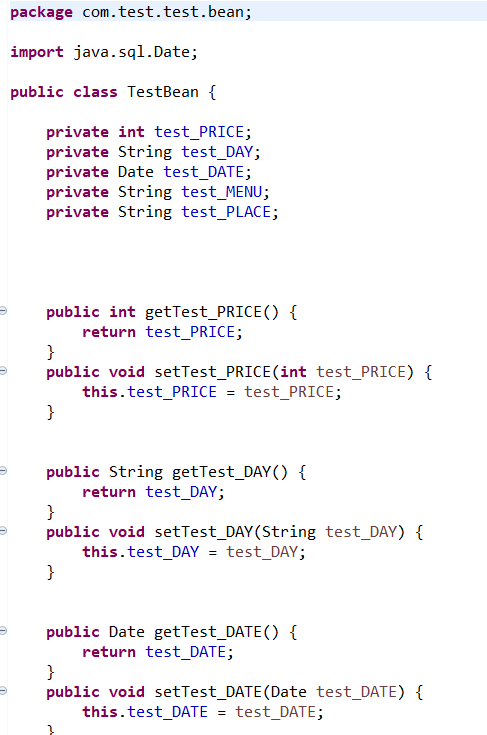 package com.test.test.bean;
import java.sql.Date;
public class TestBean {
private int test_PRICE;
private String test_DAY;
private Date test_DATE;
private String test_MENU;
private String test_PLACE;
public int getTest_PRICE() {
return test_PRICE;
}
public void setTest_PRICE(int test_PRICE) {
this.test_PRICE = test_PRICE;
}
public String getTest_DAY() {
return test_DAY;
}
public void setTest_DAY(String test_DAY) {
this.test_DAY = test_DAY;
}
public Date getTest_DATE() {
return test_DATE;
}
public void setTest_DATE(Date test_DATE) {
this.test_DATE = test_DATE;
}